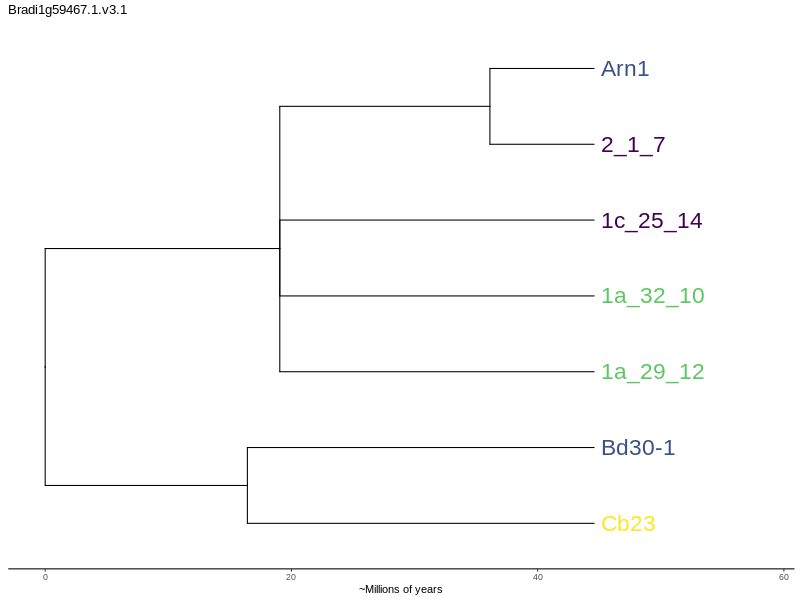 Bradi1g59467.1.v3.1
Arn1
2_1_7
1c_25_14
1a_32_10
1a_29_12
Bd30-1
Cb23
0 20 40 60
~Millions of years